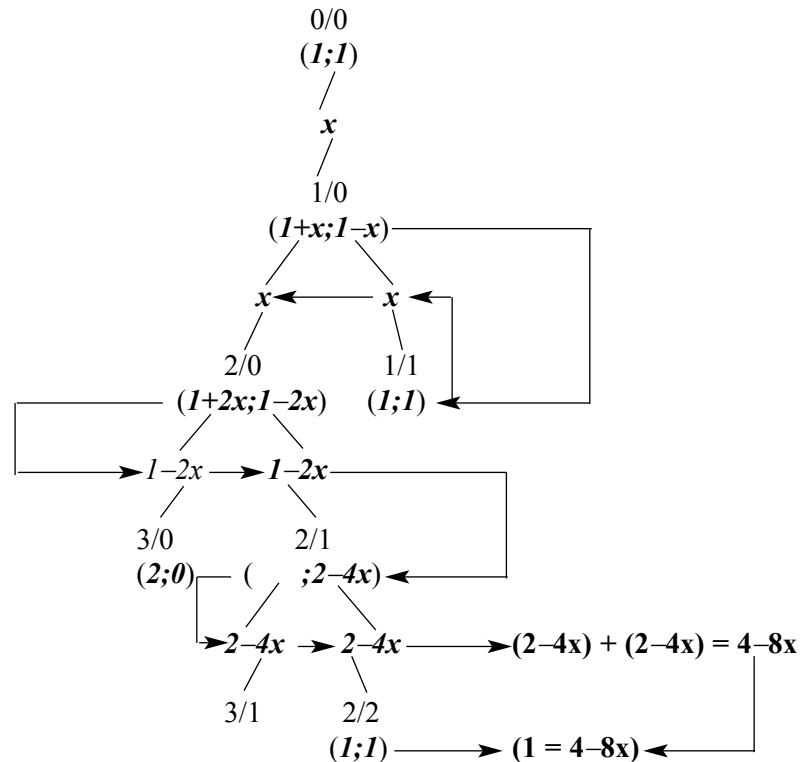 0/0
(1;1)
x
1/0
(1+x;1–x)
x x
2/0 1/1
(1+2x;1–2x) (1;1)
1–2x 1–2x
3/0 2/1
(2;0) ( ;2–4x)
2–4x 2–4x (2–4x) + (2–4x) = 4–8x
3/1 2/2
(1;1) (1 = 4–8x)